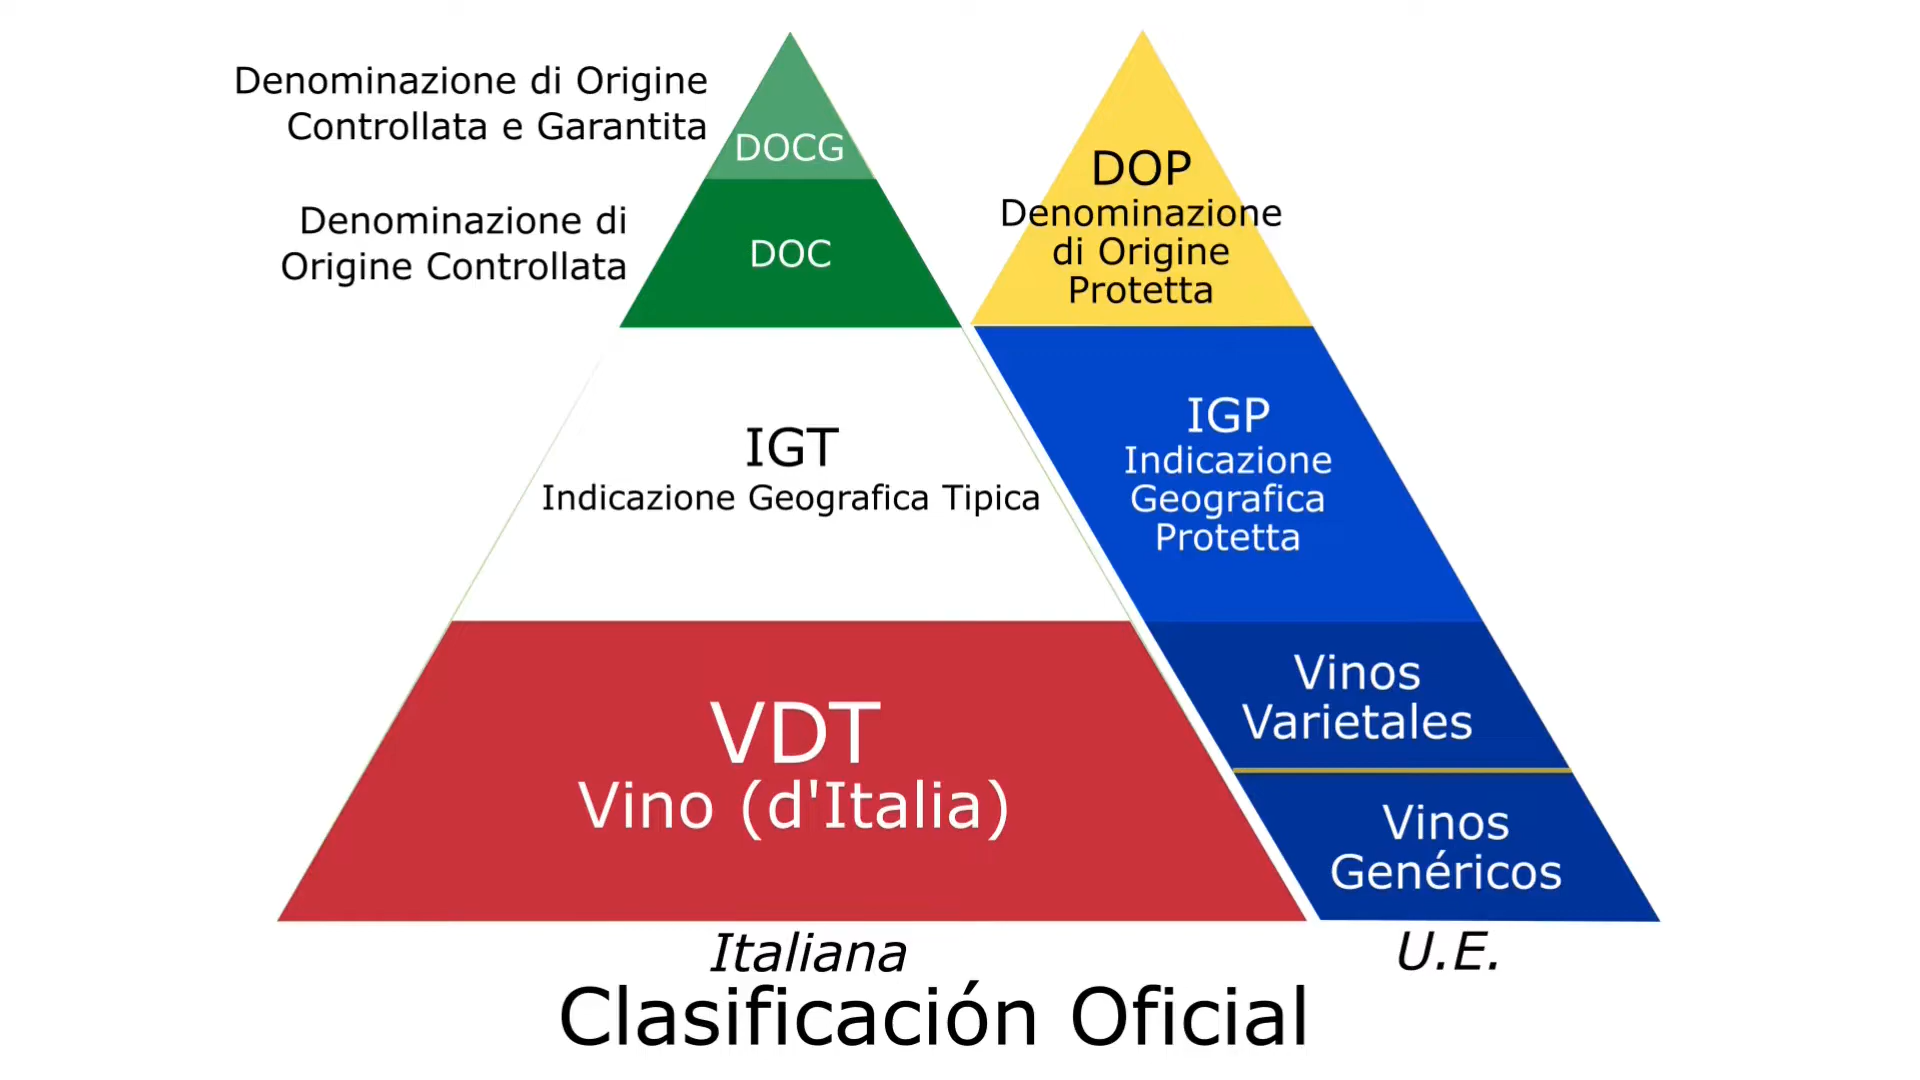 Denominazione di Origine
Controllata e Garantita
DOCG
Denominazione di
Origine Controllata
DOC
IGT
Indicazione Geografica Tipica
VDT
Vino (d'Italia)
DOP
Denominazione
di Origine
Protetta
IGP
Indicazione
Geografica
Protetta
Vinos
Varietales
Vinos
Genéricos
Italiana
U.E.
Clasificación Oficial